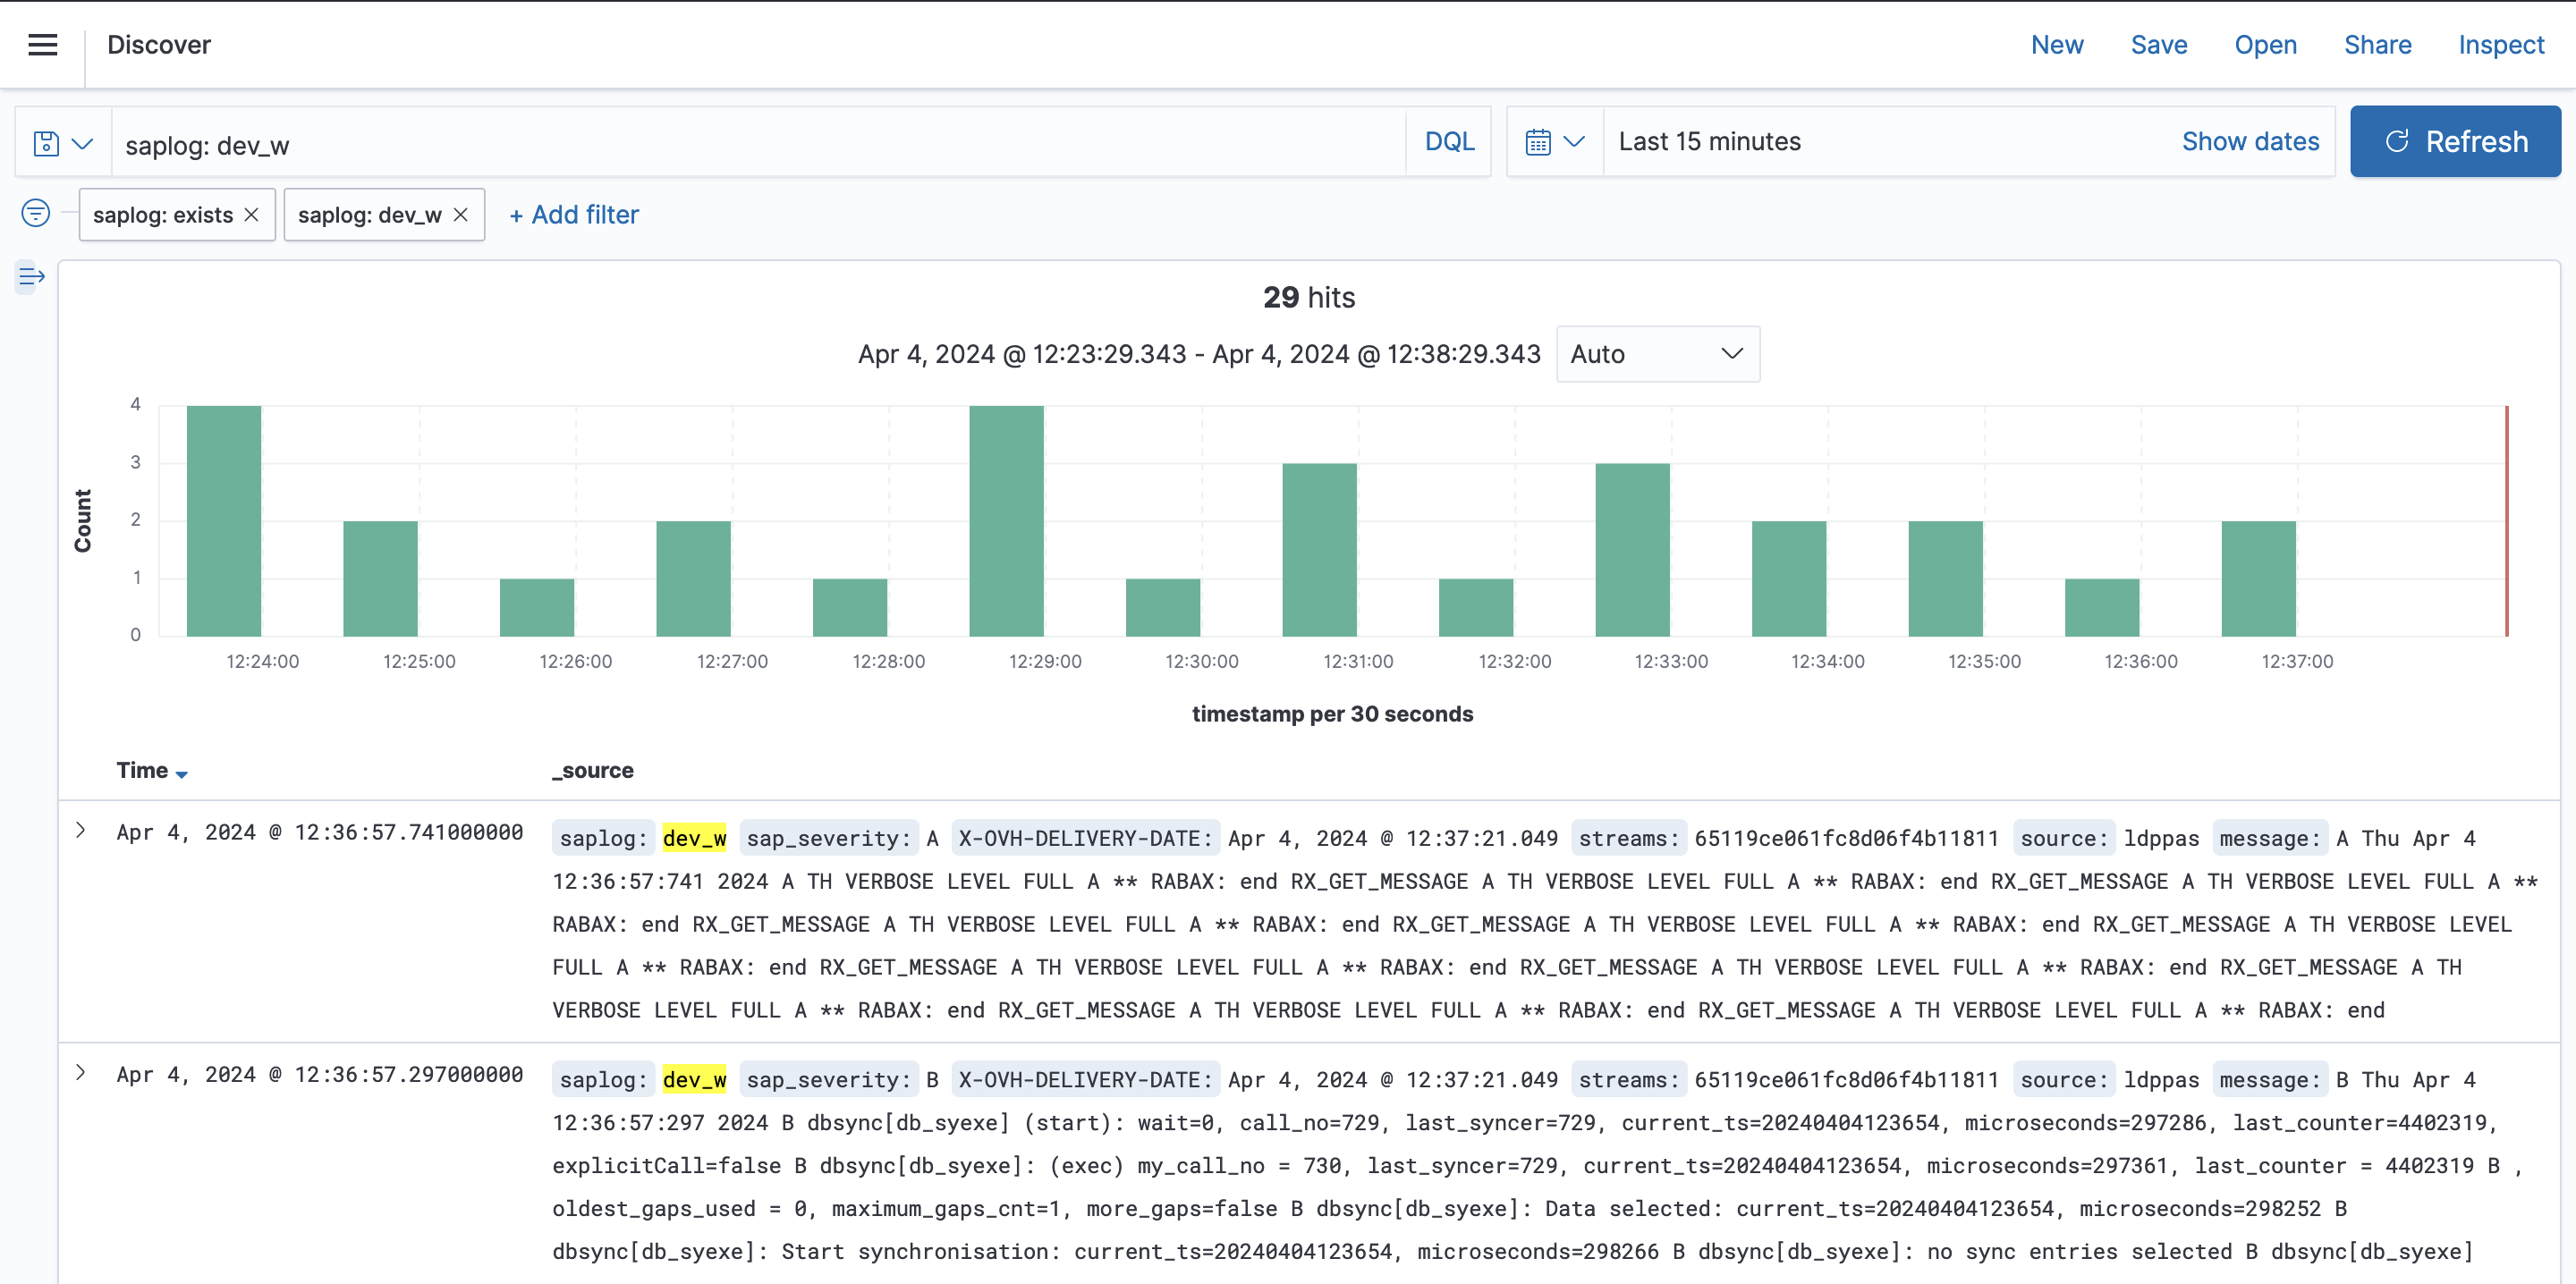 Discover
New Save Open Share Inspect
saplog: dev_w
DQL
Last 15 minutes
Show dates
Refresh
saplog: exists
saplog: dev_w
+ Add filter
29 hits
Apr 4, 2024 @ 12:23:29.343 - Apr 4, 2024 @ 12:38:29.343
Auto
Count
4
3
2
1
0
12:24:00 12:25:00 12:26:00 12:27:00 12:28:00 12:29:00 12:30:00 12:31:00 12:32:00 12:33:00 12:34:00 12:35:00 12:36:00 12:37:00
timestamp per 30 seconds
Time _source
Apr 4, 2024 @ 12:36:57.741000000
saplog: dev_w sap_severity: A X-OVH-DELIVERY-DATE: Apr 4, 2024 @ 12:37:21.049 streams: 65119ce061fc8d06f4b11811 source: ldppas message: A Thu Apr 4
12:36:57:741 2024 A TH VERBOSE LEVEL FULL A ** RABAX: end RX_GET_MESSAGE A TH VERBOSE LEVEL FULL A ** RABAX: end RX_GET_MESSAGE A TH VERBOSE LEVEL FULL A **
RABAX: end RX_GET_MESSAGE A TH VERBOSE LEVEL FULL A ** RABAX: end RX_GET_MESSAGE A TH VERBOSE LEVEL FULL A ** RABAX: end RX_GET_MESSAGE A TH VERBOSE LEVEL
FULL A ** RABAX: end RX_GET_MESSAGE A TH VERBOSE LEVEL FULL A ** RABAX: end RX_GET_MESSAGE A TH VERBOSE LEVEL FULL A ** RABAX: end RX_GET_MESSAGE A TH
VERBOSE LEVEL FULL A ** RABAX: end RX_GET_MESSAGE A TH VERBOSE LEVEL FULL A ** RABAX: end RX_GET_MESSAGE A TH VERBOSE LEVEL FULL A ** RABAX: end
Apr 4, 2024 @ 12:36:57.297000000
saplog: dev_w sap_severity: B X-OVH-DELIVERY-DATE: Apr 4, 2024 @ 12:37:21.049 streams: 65119ce061fc8d06f4b11811 source: ldppas message: B Thu Apr 4
12:36:57:297 2024 B dbsync[db_syexe] (start): wait=0, call_no=729, last_syncer=729, current_ts=20240404123654, microseconds=297286, last_counter=4402319,
explicitCall=false B dbsync[db_syexe]: (exec) my_call_no = 730, last_syncer=729, current_ts=20240404123654, microseconds=297361, last_counter = 4402319 B ,
oldest_gaps_used = 0, maximum_gaps_cnt=1, more_gaps=false B dbsync[db_syexe]: Data selected: current_ts=20240404123654, microseconds=298252 B
dbsync[db_syexe]: Start synchronisation: current_ts=20240404123654, microseconds=298266 B dbsync[db_syexe]: no sync entries selected B dbsync[db_syexe]